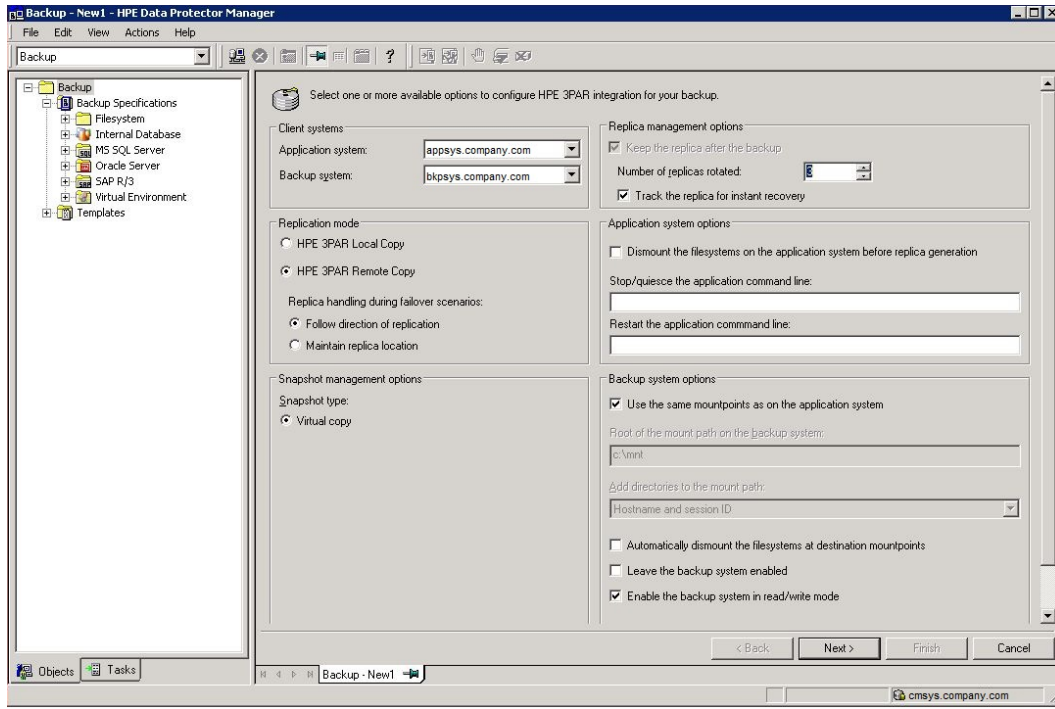 Backup - New1 - HPE Data Protector Manager
File Edit View Actions Help
Backup
Backup
Backup Specifications
Filesystem
Internal Database
MS SQL Server
Oracle Server
SAP R/3
Virtual Environment
Templates
Objects
Tasks
Select one or more available options to configure HPE 3PAR integration for your backup.
Client systems
Application system: appsys.company.com
Backup system: bkpsys.company.com
Replication mode
HPE 3PAR Local Copy
HPE 3PAR Remote Copy
Replica handling during failover scenarios:
Follow direction of replication
Maintain replica location
Snapshot management options
Snapshot type:
Virtual copy
Replica management options
Keep the replica after the backup
Number of replicas rotated: 3
Track the replica for instant recovery
Application system options
Dismount the filesystems on the application system before replica generation
Stop/quiesce the application command line:
Restart the application commmand line:
Backup system options
Use the same mountpoints as on the application system
Root of the mount path on the backup system:
c:\mnt
Add directories to the mount path:
Hostname and session ID
Automatically dismount the filesystems at destination mountpoints
Leave the backup system enabled
Enable the backup system in read/write mode
< Back Next > Finish Cancel
Backup - New1
cmsys.company.com